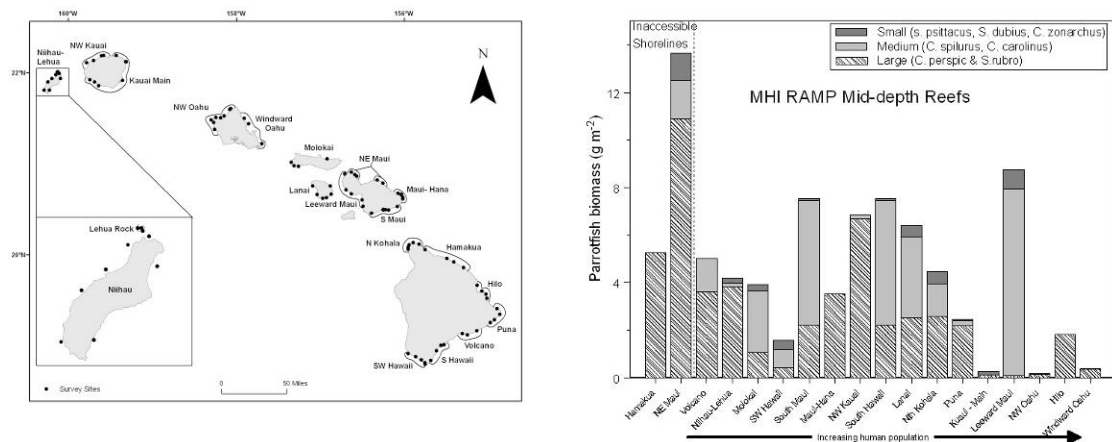 160°W
158°W
156°W
22°N
20°N
NW Kauai
Niihau-
Lehua
Kauai Main
N
NW Oahu
Windward
Oahu
Molokai
NE Maui
Lanai
Maui- Hana
Leeward Maui
S Maui
N Kohala
Hamakua
Lehua Rock
Niihau
Hilo
Puna
Volcano
S Hawaii
SW Hawaii
Survey Sites
0
50 Miles
Inaccessible
Shorelines
Small (s. psittacus, S. dubius, C. zonarchus)
Medium (C. spilurus, C. carolinus)
Large (C. perspic & S.rubro)
MHI RAMP Mid-depth Reefs
Parrotfish biomass (g m-2)
12
8
4
0
Hamakua
NE Maui
Volcano
Niihau-Lehua
Molokai
SW Hawaii
South Maui
Maui-Hana
NW Kauai
South Hawaii
Lanai
Nth Kohala
Puna
Kauai - Main
Leeward Maui
NW Oahu
Hilo
Windward Oahu
Increasing human population